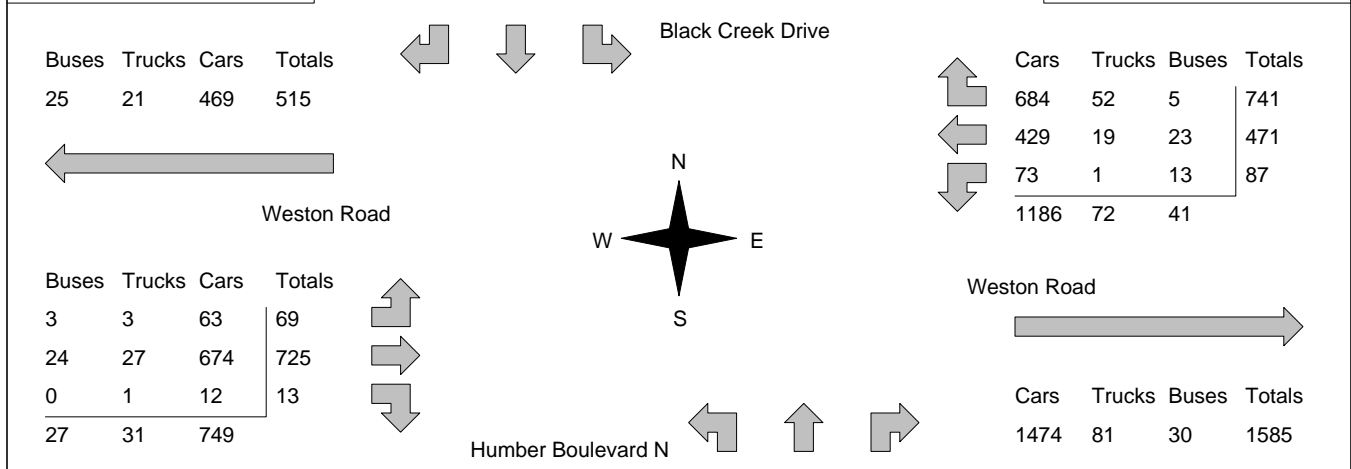 Black Creek Drive
Buses Trucks Cars Totals
25 21 469 515
Cars Trucks Buses Totals
684 52 5 741
429 19 23 471
73 1 13 87
1186 72 41
Weston Road
N
W E
S
Buses Trucks Cars Totals
3 3 63 69
24 27 674 725
0 1 12 13
27 31 749
Weston Road
Humber Boulevard N
Cars Trucks Buses Totals
1474 81 30 1585